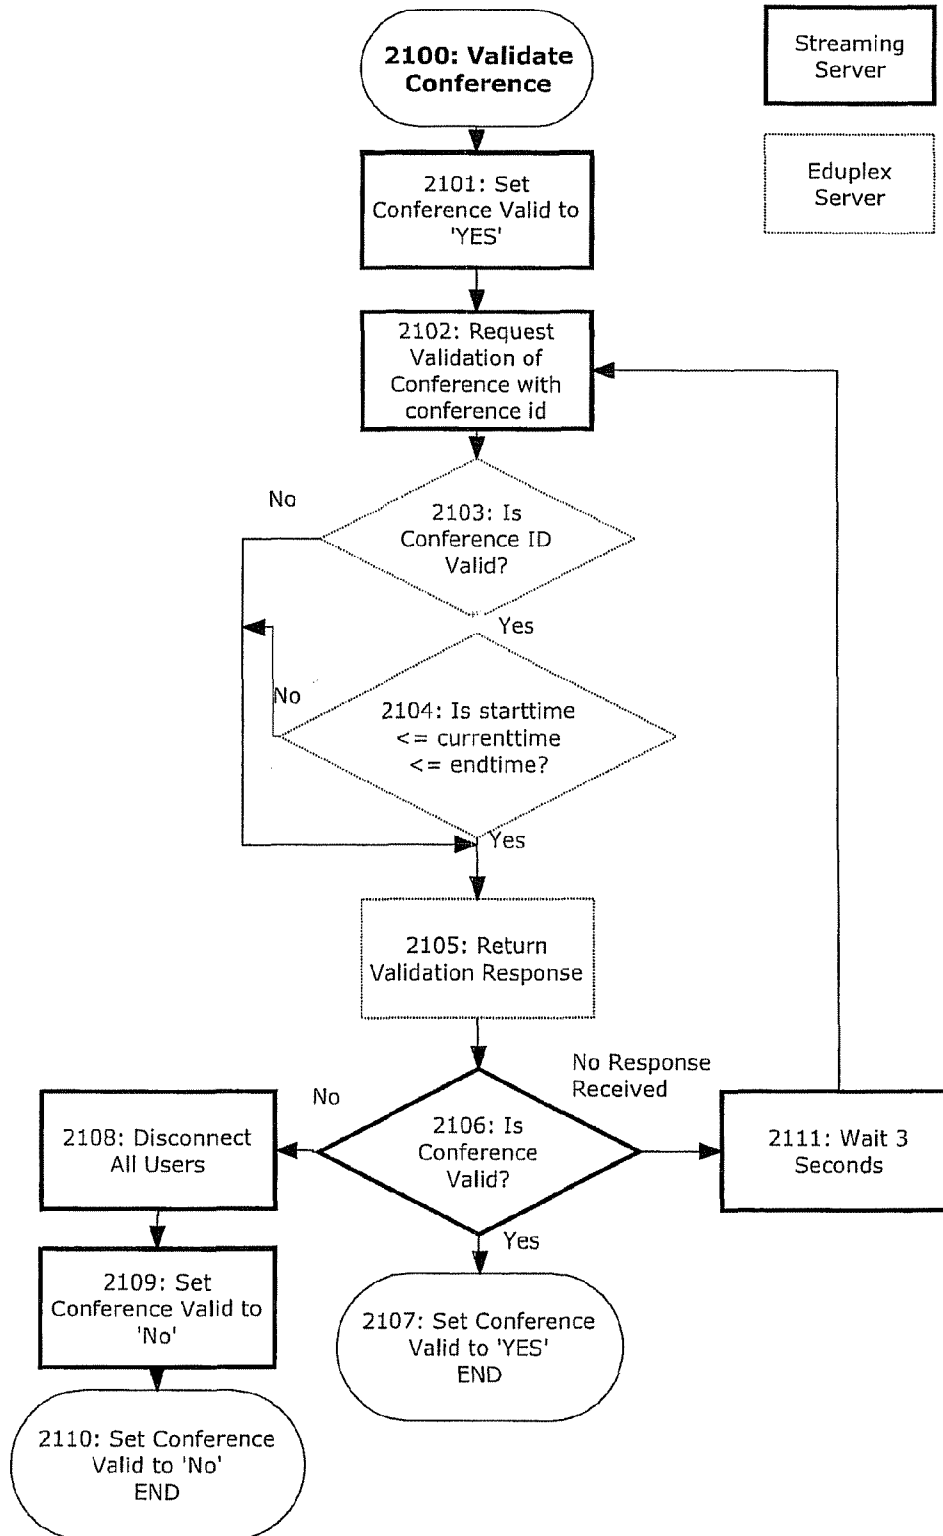 2100: Validate
Conference
Streaming
Server
2101: Set
Conference Valid to
'YES'
Eduplex
Server
2102: Request
Validation of
Conference with
conference id
No
2103: Is
Conference ID
Valid?
Yes
No
2104: Is starttime
<= currenttime
<= endtime?
Yes
2105: Return
Validation Response
No Response
Received
No
2106: Is
Conference
Valid?
2108: Disconnect
All Users
2111: Wait 3
Seconds
Yes
2109: Set
Conference Valid to
'No'
2107: Set Conference
Valid to 'YES'
END
2110: Set Conference
Valid to 'No'
END